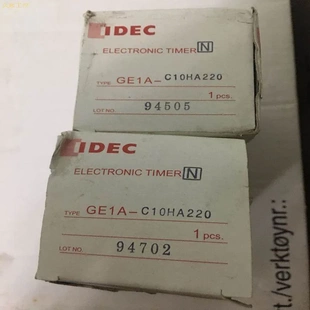 IDEC
ELECTRONIC TIMER N
TYPE GE1A-C10HA220
1 pcs.
LOT NO. 94505
IDEC
ELECTRONIC TIMER N
TYPE GE1A-C10HA220
1 pcs.
LOT NO. 94702
t./verktøynr.: